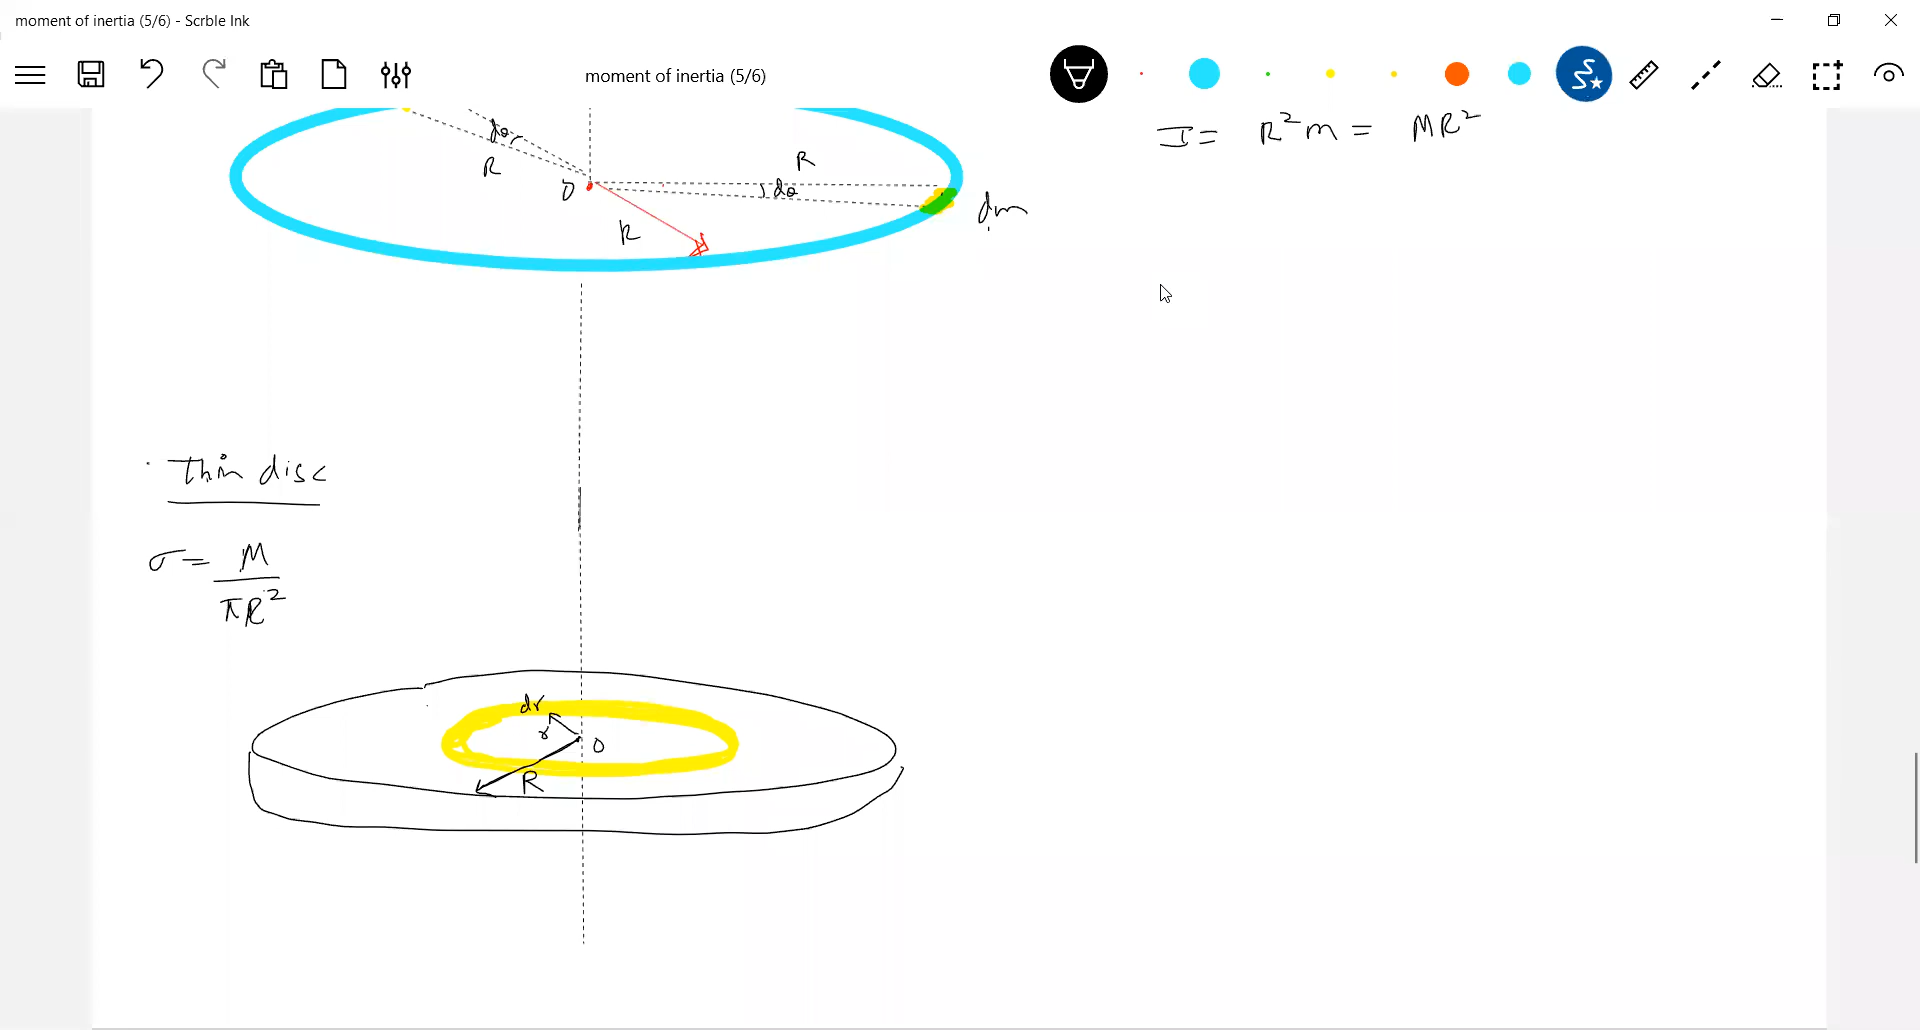 moment of inertia (5/6) - Scrble Ink
moment of inertia (5/6)
I = R²m = MR²
dθ
R
R
O
dθ
dm
R
Thin disc
σ = M
πR²
dr
r
O
R